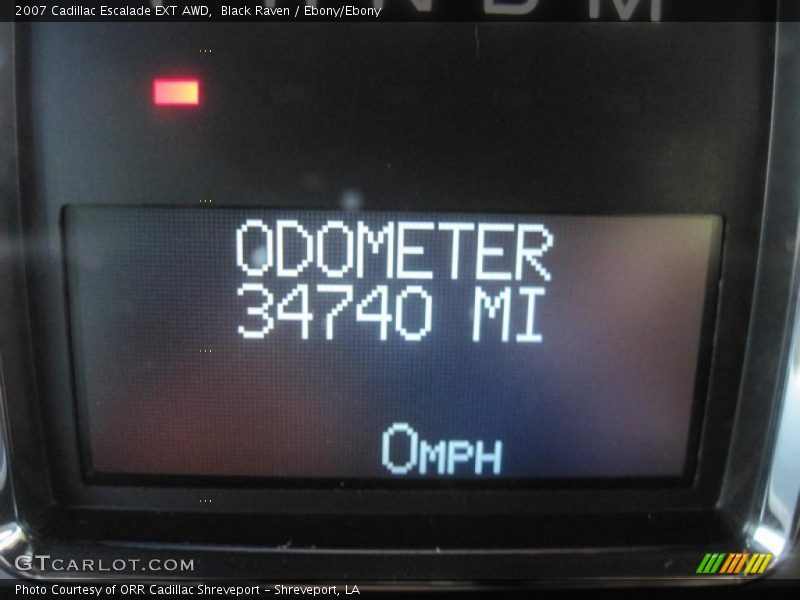 2007 Cadillac Escalade EXT AWD,  Black Raven / Ebony/Ebony
N D M
ODOMETER
34740 MI
0MPH
GTCARLOT.COM
Photo Courtesy of ORR Cadillac Shreveport – Shreveport, LA